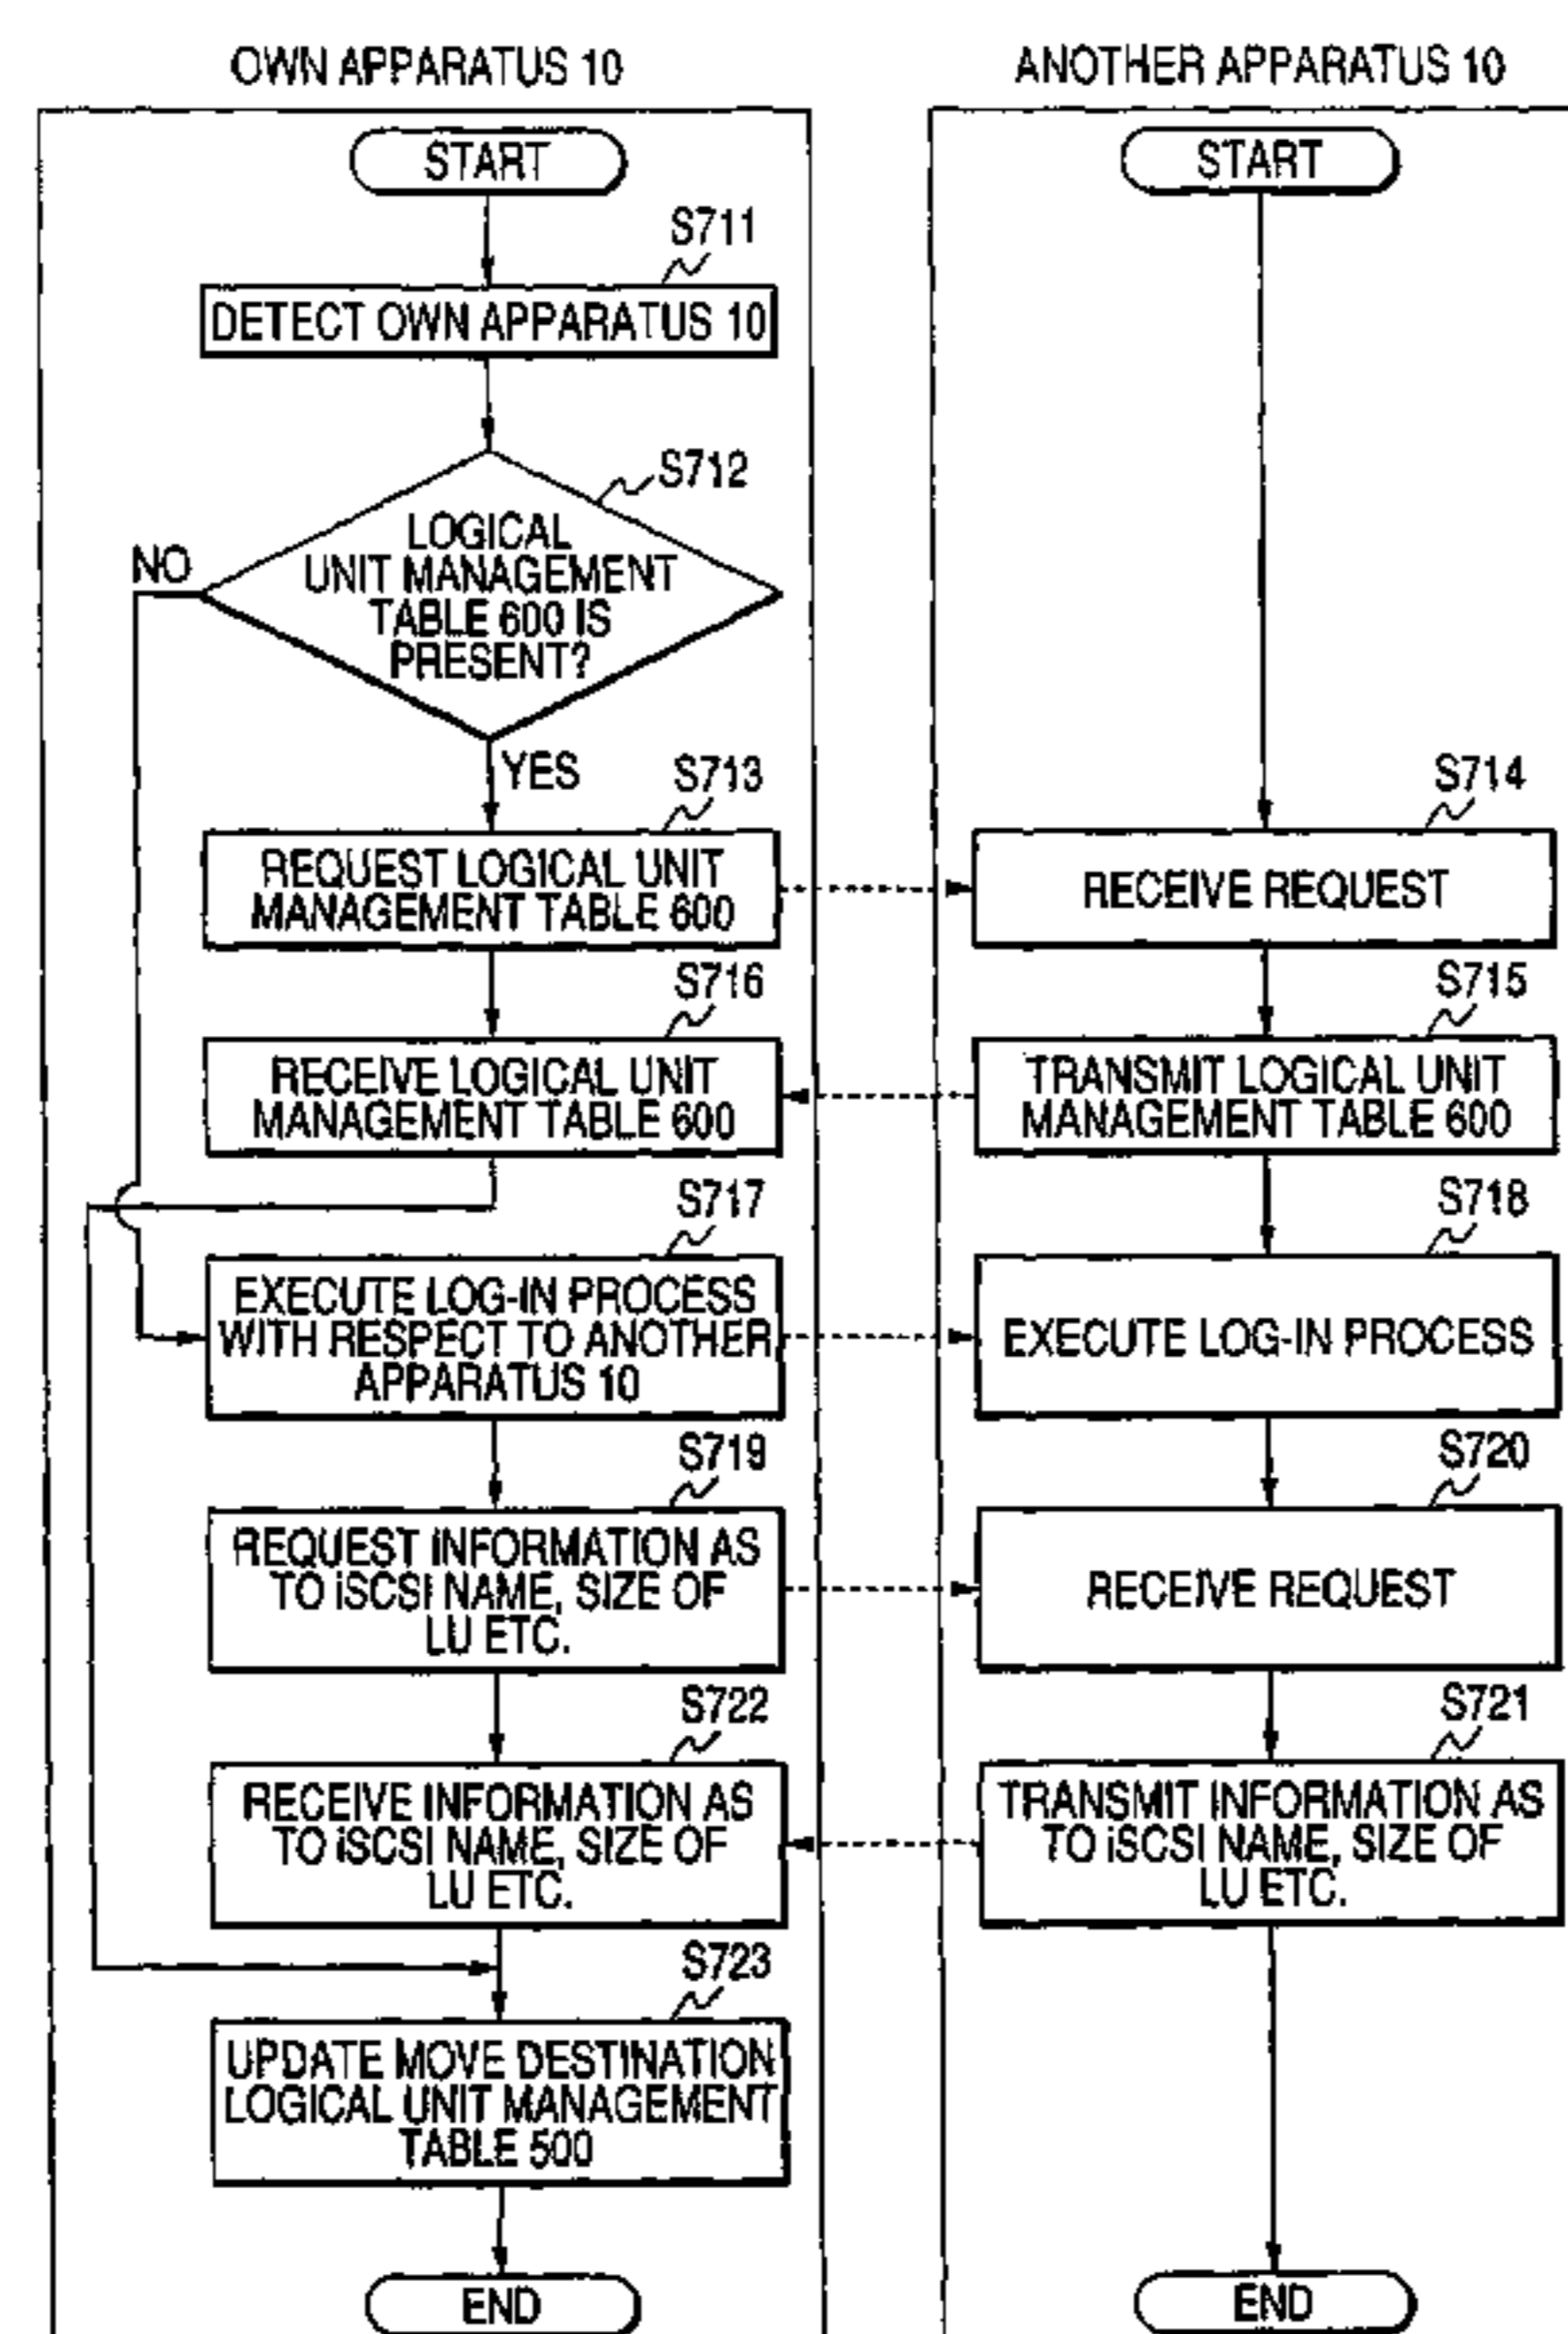 OWN APPARATUS 10
START
S711
DETECT OWN APPARATUS 10
S712
LOGICAL
UNIT MANAGEMENT
TABLE 600 IS
PRESENT?
NO
YES
S713
REQUEST LOGICAL UNIT
MANAGEMENT TABLE 600
S716
RECEIVE LOGICAL UNIT
MANAGEMENT TABLE 600
S717
EXECUTE LOG-IN PROCESS
WITH RESPECT TO ANOTHER
APPARATUS 10
S719
REQUEST INFORMATION AS
TO iSCSI NAME, SIZE OF
LU ETC.
S722
RECEIVE INFORMATION AS
TO iSCSI NAME, SIZE OF
LU ETC.
S723
UPDATE MOVE DESTINATION
LOGICAL UNIT MANAGEMENT
TABLE 500
END
ANOTHER APPARATUS 10
START
S714
RECEIVE REQUEST
S715
TRANSMIT LOGICAL UNIT
MANAGEMENT TABLE 600
S718
EXECUTE LOG-IN PROCESS
S720
RECEIVE REQUEST
S721
TRANSMIT INFORMATION AS
TO iSCSI NAME, SIZE OF
LU ETC.
END